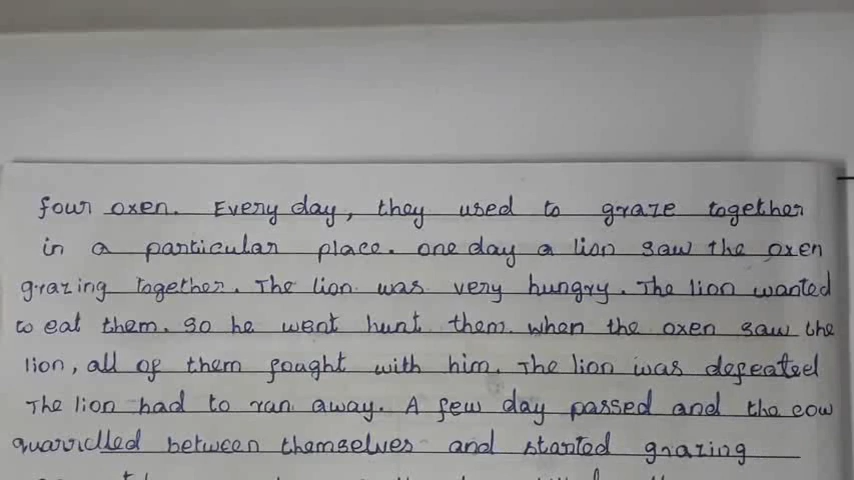 four oxen. Every day, they used to graze together
in a particular place. one day a lion saw the oxen
grazing together. The lion was very hungry. The lion wanted
to eat them. so he went hunt them. when the oxen saw the
lion, all of them fought with him. The lion was defeated
The lion had to ran away. A few day passed and the cow
quarrdled between themselves and started grazing